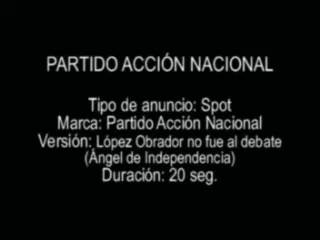 PARTIDO ACCIÓN NACIONAL
Tipo de anuncio: Spot
Marca: Partido Acción Nacional
Versión: López Obrador no fue al debate
(Ángel de Independencia)
Duración: 20 seg.